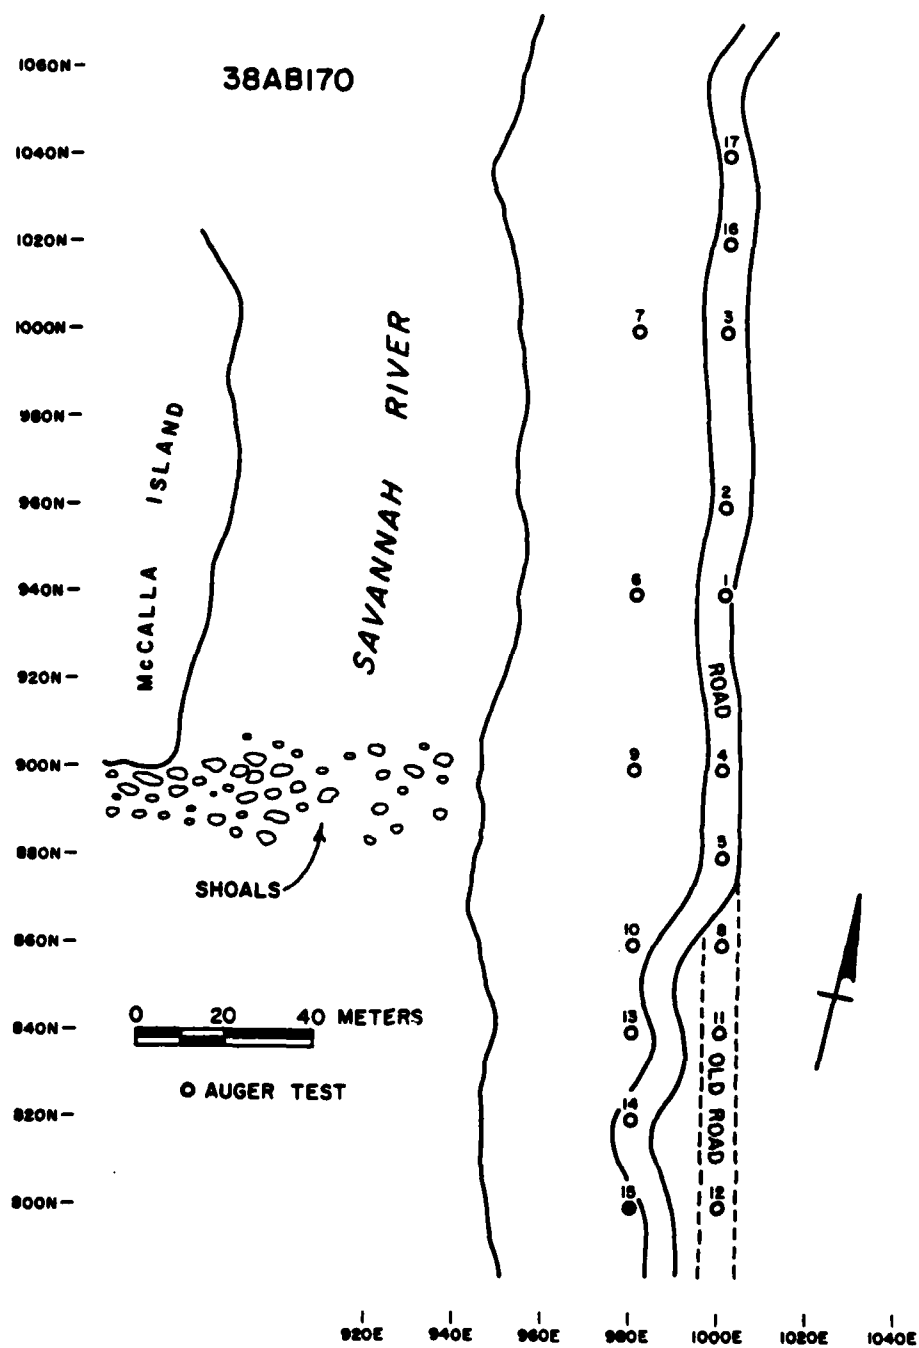 38AB170
1060N
1040N
1020N
1000N
980N
960N
940N
920N
900N
880N
860N
840N
820N
800N
McCALLA ISLAND
SAVANNAH RIVER
SHOALS
17
16
7
3
2
6
1
ROAD
9
4
5
10
8
13
11
OLD ROAD
14
15
12
0 20 40 METERS
AUGER TEST
920E 940E 960E 980E 1000E 1020E 1040E